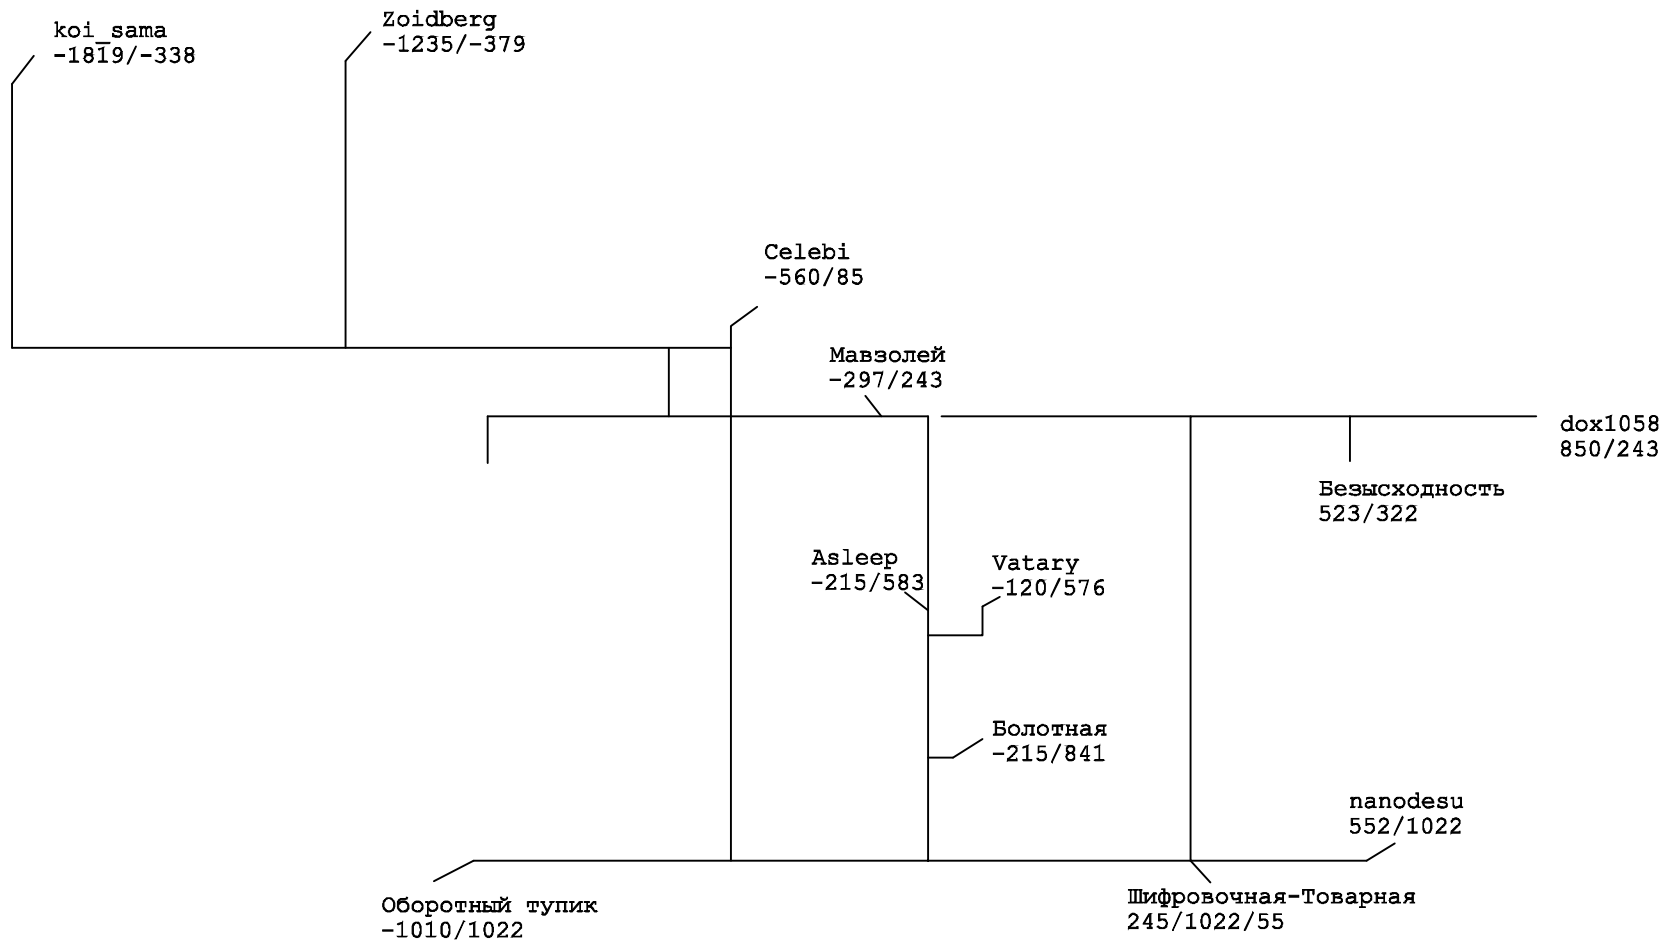 koi_sama
-1819/-338
Zoidberg
-1235/-379
Celebi
-560/85
Мавзолей
-297/243
dox1058
850/243
Безысходность
523/322
Asleep
-215/583
Vatary
-120/576
Болотная
-215/841
nanodesu
552/1022
Оборотный тупик
-1010/1022
Шифровочная-Товарная
245/1022/55